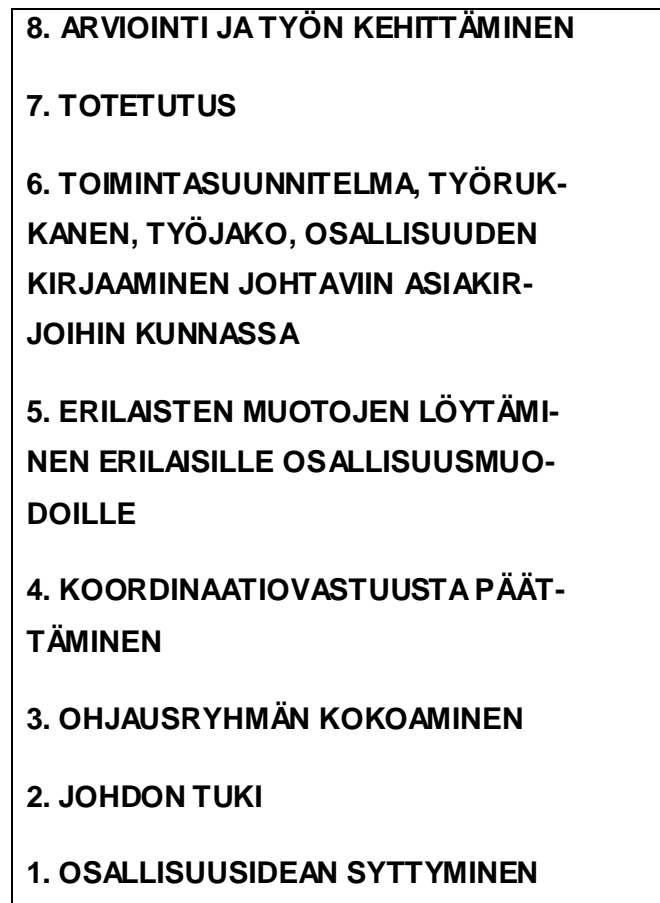 8. ARVIOINTI JA TYÖN KEHITTÄMINEN
7. TOTETUTUS
6. TOIMINTASUUNNITELMA, TYÖRUK-
KANEN, TYÖJAKO, OSALLISUUDEN
KIRJAAMINEN JOHTAVIIN ASIAKIR-
JOIHIN KUNNASSA
5. ERILAISTEN MUOTOJEN LÖYTÄMI-
NEN ERILAISILLE OSALLISUUSMUO-
DOILLE
4. KOORDINAATIOVASTUUSTA PÄÄT-
TÄMINEN
3. OHJAUSRYHMÄN KOKOAMINEN
2. JOHDON TUKI
1. OSALLISUUSIDEAN SYTTYMINEN